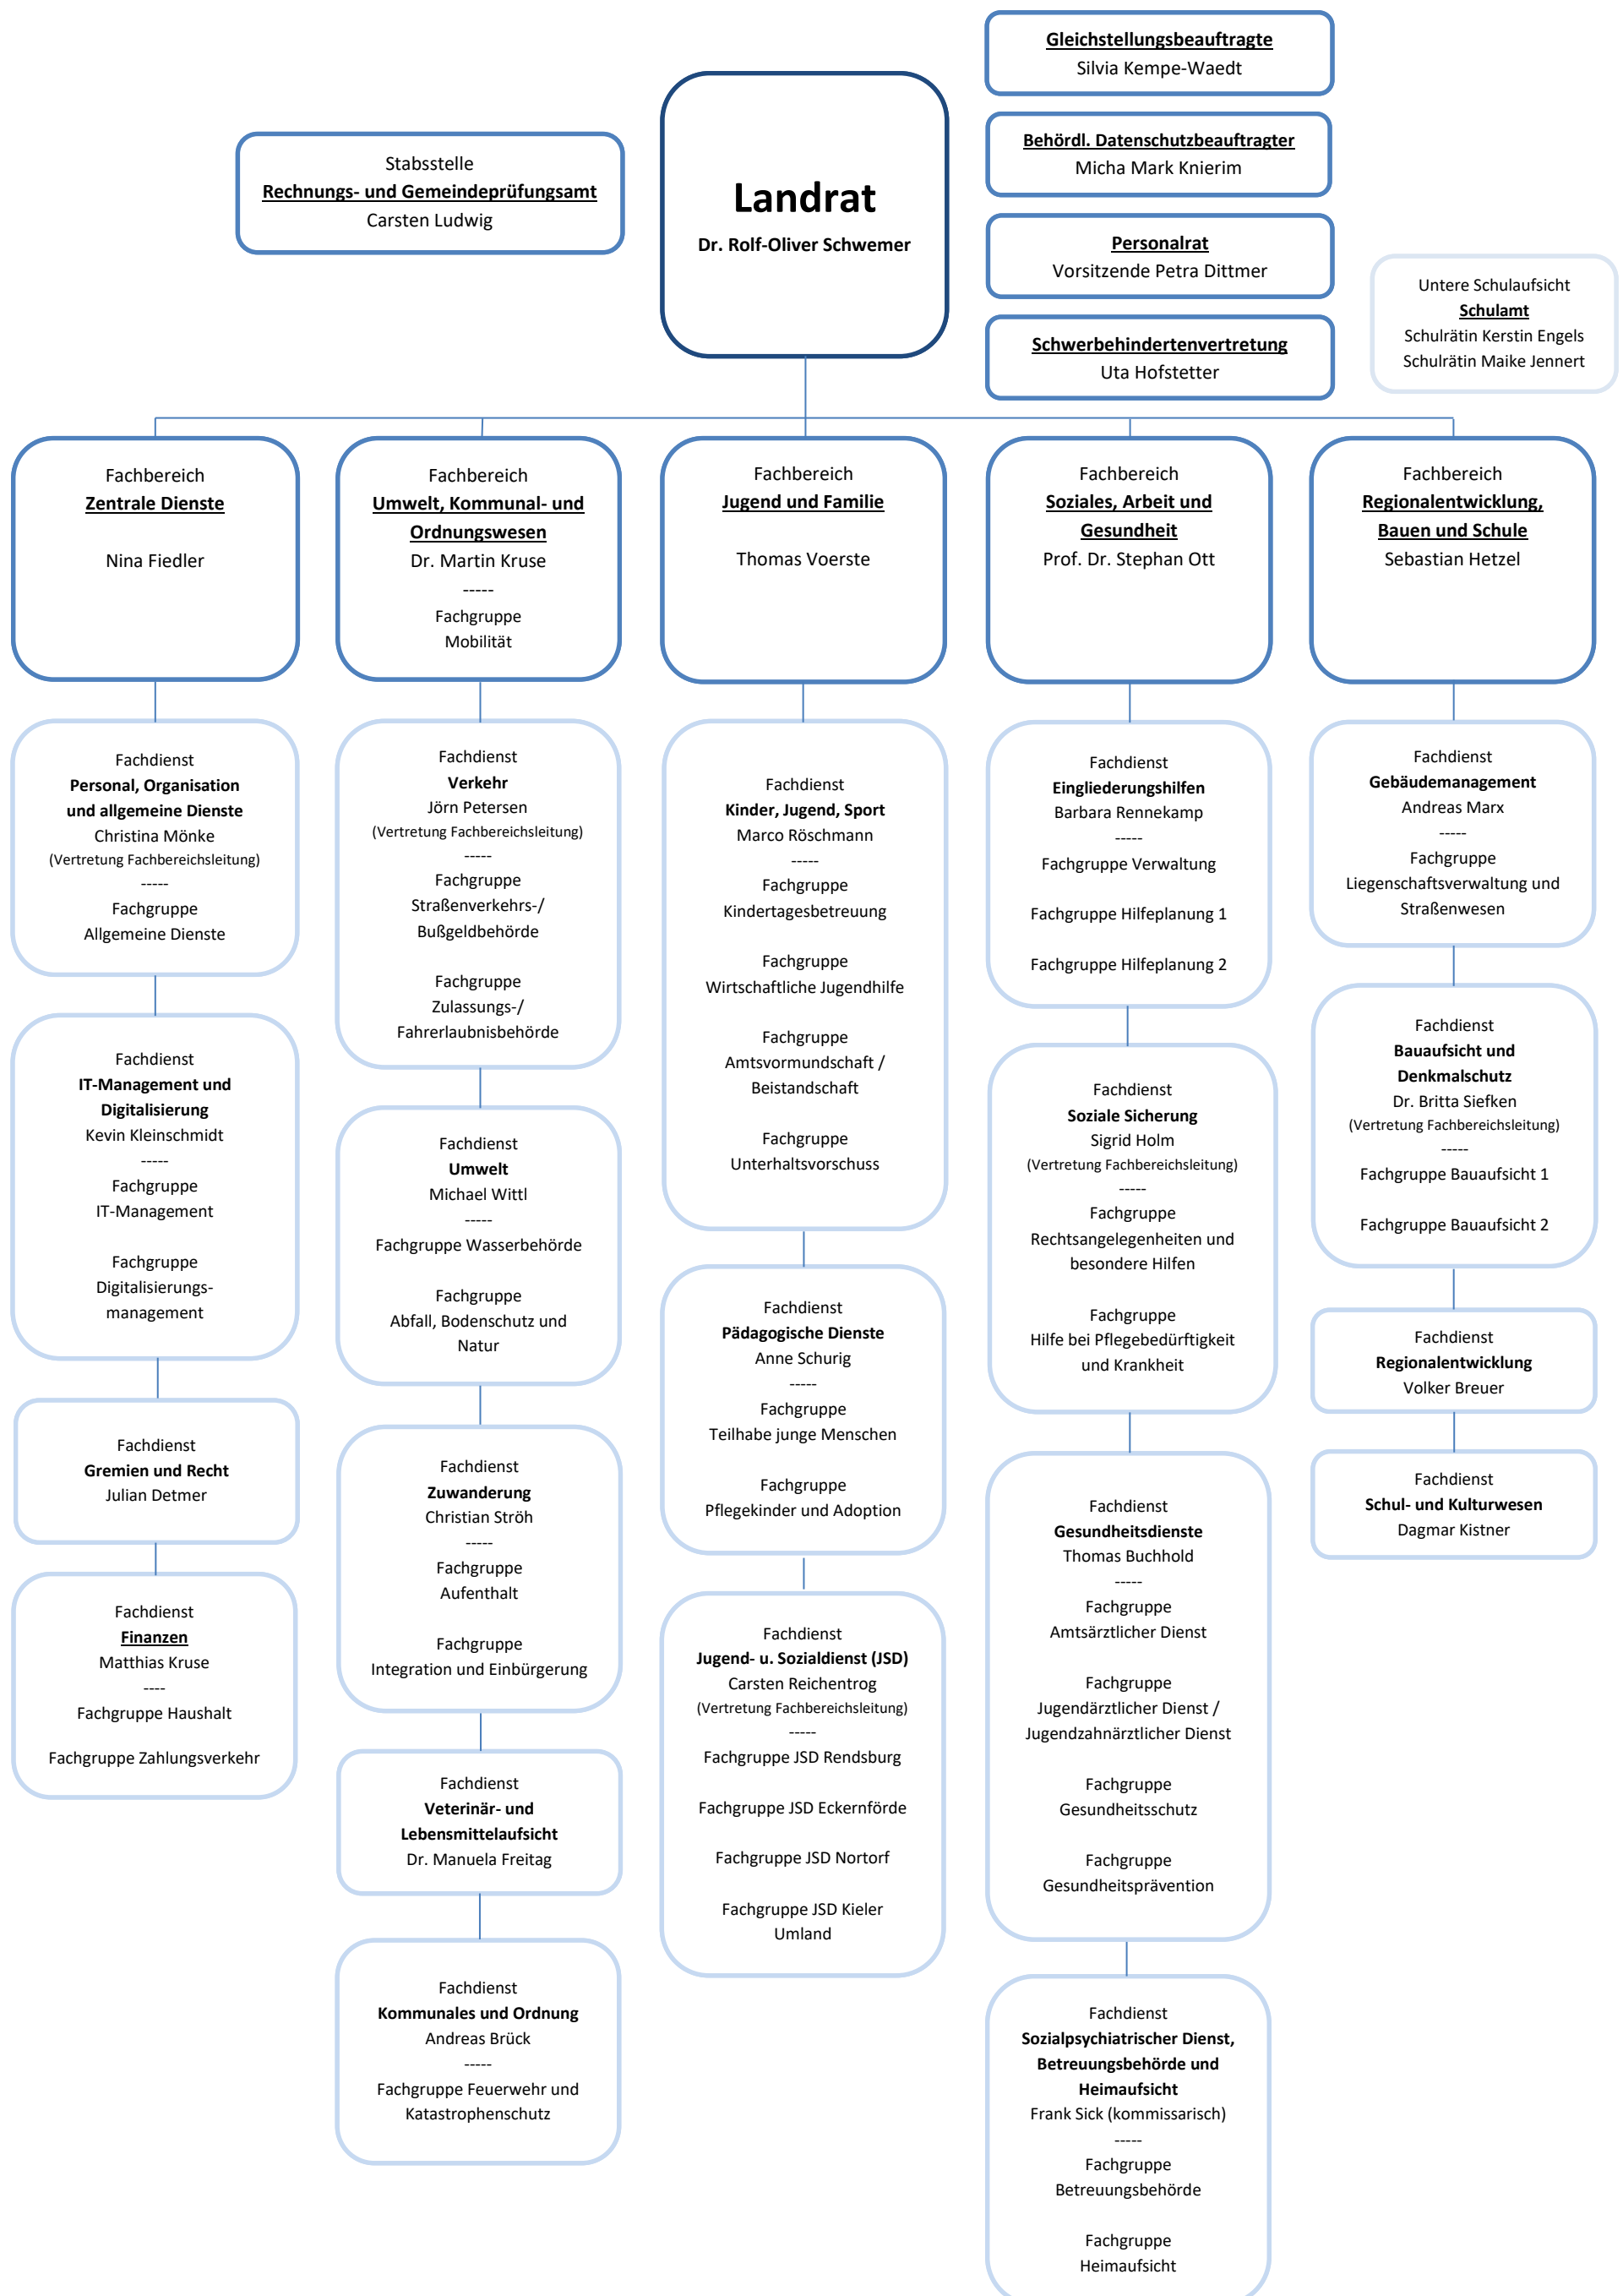 Gleichstellungsbeauftragte
Silvia Kempe-Waedt
Behördl. Datenschutzbeauftragter
Micha Mark Knierim
Personalrat
Vorsitzende Petra Dittmer
Schwerbehindertenvertretung
Uta Hofstetter
Stabsstelle
Rechnungs- und Gemeindeprüfungsamt
Carsten Ludwig
Landrat
Dr. Rolf-Oliver Schwemer
Untere Schulaufsicht
Schulamt
Schulrätin Kerstin Engels
Schulrätin Maike Jennert
Fachbereich
Zentrale Dienste
Nina Fiedler
Fachdienst
Personal, Organisation
und allgemeine Dienste
Christina Mönke
(Vertretung Fachbereichsleitung)
-----
Fachgruppe
Allgemeine Dienste
Fachdienst
IT-Management und
Digitalisierung
Kevin Kleinschmidt
-----
Fachgruppe
IT-Management
Fachgruppe
Digitalisierungs-
management
Fachdienst
Gremien und Recht
Julian Detmer
Fachdienst
Finanzen
Matthias Kruse
----
Fachgruppe Haushalt
Fachgruppe Zahlungsverkehr
Fachbereich
Umwelt, Kommunal- und
Ordnungswesen
Dr. Martin Kruse
-----
Fachgruppe
Mobilität
Fachdienst
Verkehr
Jörn Petersen
(Vertretung Fachbereichsleitung)
-----
Fachgruppe
Straßenverkehrs-/
Bußgeldbehörde
Fachgruppe
Zulassungs-/
Fahrerlaubnisbehörde
Fachdienst
Umwelt
Michael Wittl
-----
Fachgruppe Wasserbehörde
Fachgruppe
Abfall, Bodenschutz und
Natur
Fachdienst
Zuwanderung
Christian Ströh
-----
Fachgruppe
Aufenthalt
Fachgruppe
Integration und Einbürgerung
Fachdienst
Veterinär- und
Lebensmittelaufsicht
Dr. Manuela Freitag
Fachdienst
Kommunales und Ordnung
Andreas Brück
-----
Fachgruppe Feuerwehr und
Katastrophenschutz
Fachbereich
Jugend und Familie
Thomas Voerste
Fachdienst
Kinder, Jugend, Sport
Marco Röschmann
-----
Fachgruppe
Kindertagesbetreuung
Fachgruppe
Wirtschaftliche Jugendhilfe
Fachgruppe
Amtsvormundschaft /
Beistandschaft
Fachgruppe
Unterhaltsvorschuss
Fachdienst
Pädagogische Dienste
Anne Schurig
-----
Fachgruppe
Teilhabe junge Menschen
Fachgruppe
Pflegekinder und Adoption
Fachdienst
Jugend- u. Sozialdienst (JSD)
Carsten Reichentrog
(Vertretung Fachbereichsleitung)
-----
Fachgruppe JSD Rendsburg
Fachgruppe JSD Eckernförde
Fachgruppe JSD Nortorf
Fachgruppe JSD Kieler
Umland
Fachbereich
Soziales, Arbeit und
Gesundheit
Prof. Dr. Stephan Ott
Fachdienst
Eingliederungshilfen
Barbara Rennekamp
-----
Fachgruppe Verwaltung
Fachgruppe Hilfeplanung 1
Fachgruppe Hilfeplanung 2
Fachdienst
Soziale Sicherung
Sigrid Holm
(Vertretung Fachbereichsleitung)
-----
Fachgruppe
Rechtsangelegenheiten und
besondere Hilfen
Fachgruppe
Hilfe bei Pflegebedürftigkeit
und Krankheit
Fachdienst
Gesundheitsdienste
Thomas Buchhold
-----
Fachgruppe
Amtsärztlicher Dienst
Fachgruppe
Jugendärztlicher Dienst /
Jugendzahnärztlicher Dienst
Fachgruppe
Gesundheitsschutz
Fachgruppe
Gesundheitsprävention
Fachdienst
Sozialpsychiatrischer Dienst,
Betreuungsbehörde und
Heimaufsicht
Frank Sick (kommissarisch)
-----
Fachgruppe
Betreuungsbehörde
Fachgruppe
Heimaufsicht
Fachbereich
Regionalentwicklung,
Bauen und Schule
Sebastian Hetzel
Fachdienst
Gebäudemanagement
Andreas Marx
-----
Fachgruppe
Liegenschaftsverwaltung und
Straßenwesen
Fachdienst
Bauaufsicht und
Denkmalschutz
Dr. Britta Siefken
(Vertretung Fachbereichsleitung)
-----
Fachgruppe Bauaufsicht 1
Fachgruppe Bauaufsicht 2
Fachdienst
Regionalentwicklung
Volker Breuer
Fachdienst
Schul- und Kulturwesen
Dagmar Kistner